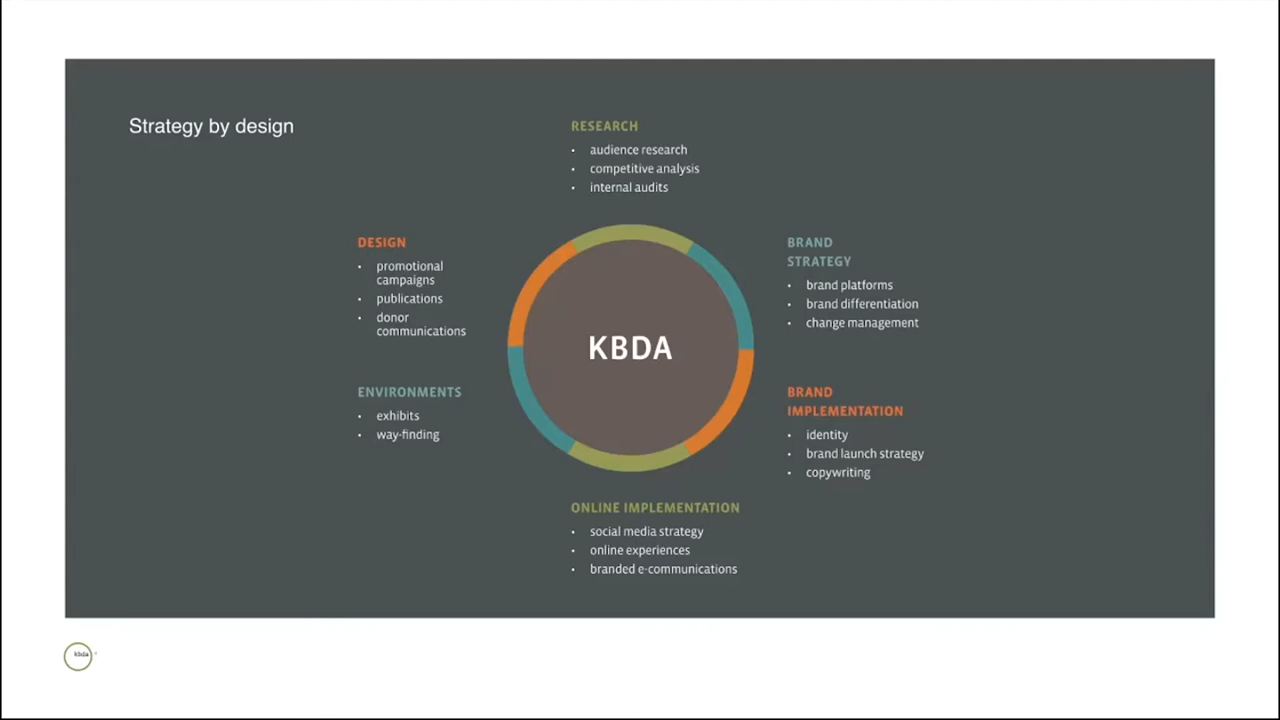 Strategy by design
RESEARCH
• audience research
• competitive analysis
• internal audits
DESIGN
• promotional
campaigns
• publications
• donor
communications
BRAND
STRATEGY
• brand platforms
• brand differentiation
• change management
KBDA
ENVIRONMENTS
• exhibits
• way-finding
BRAND
IMPLEMENTATION
• identity
• brand launch strategy
• copywriting
ONLINE IMPLEMENTATION
• social media strategy
• online experiences
• branded e-communications
kbda